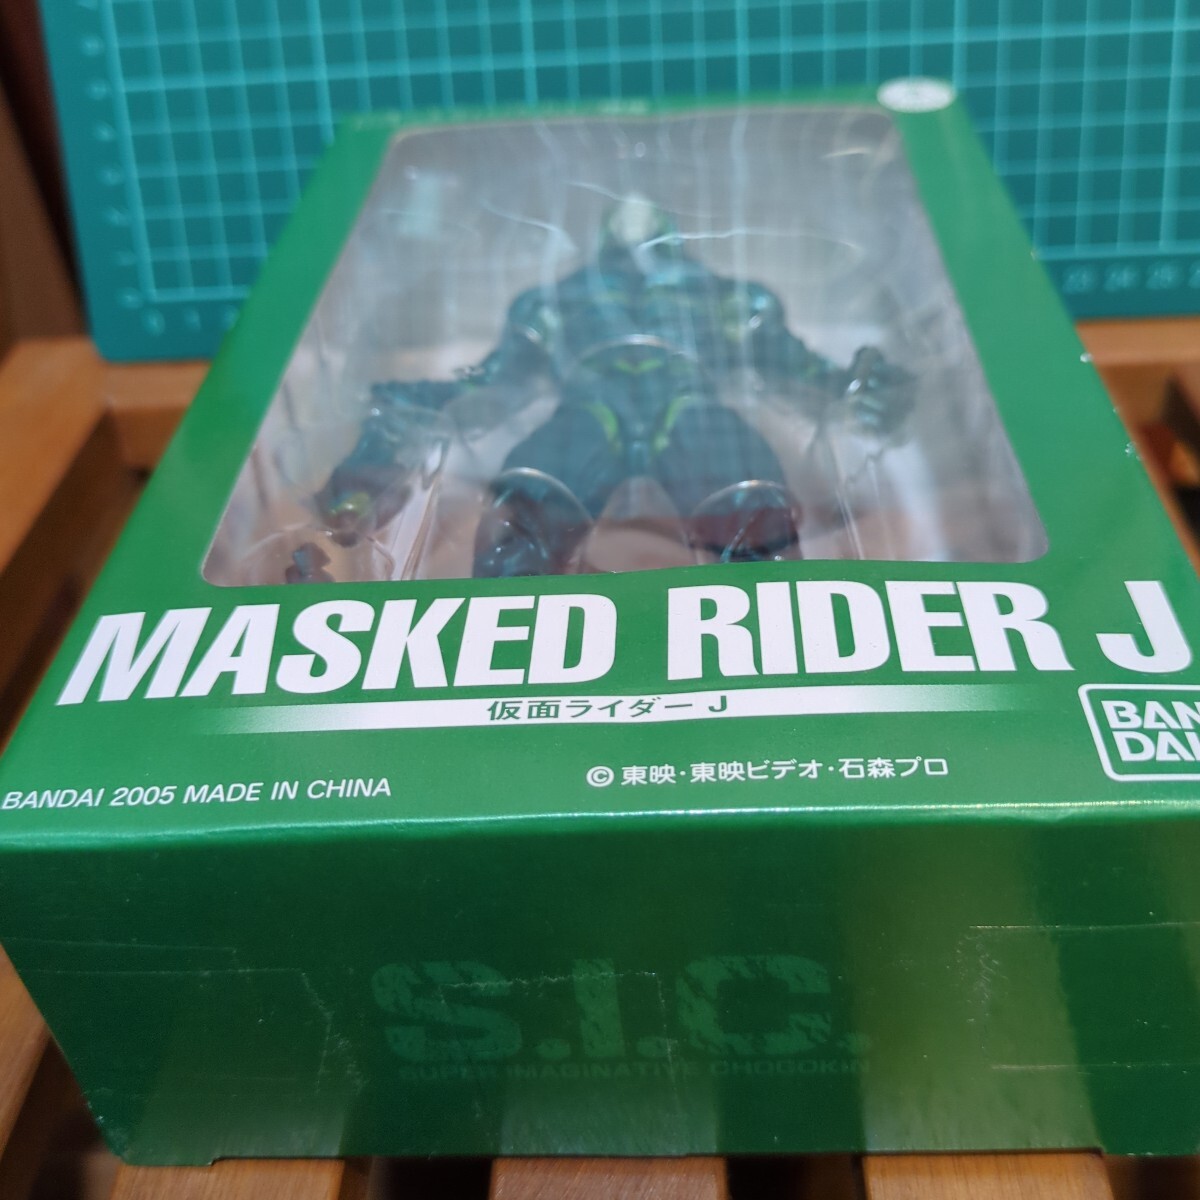 MASKED RIDER J
仮面ライダー J
BAN
DAI
© 東映・東映ビデオ・石森プロ
BANDAI 2005 MADE IN CHINA
S.I.C.
SUPER IMAGINATIVE CHOGOKIN